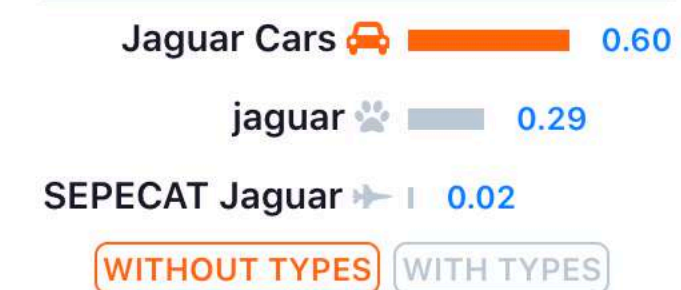 Jaguar Cars 0.60
jaguar 0.29
SEPECAT Jaguar 0.02
WITHOUT TYPES WITH TYPES